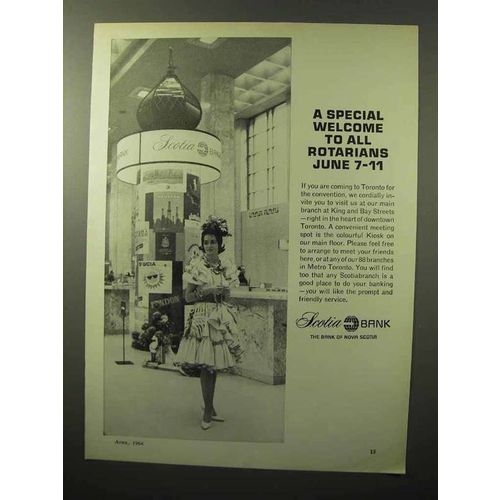 Scotia BANK
A SPECIAL
WELCOME
TO ALL
ROTARIANS
JUNE 7-11
If you are coming to Toronto for
the convention, we cordially in-
vite you to visit us at our main
branch at King and Bay Streets
—right in the heart of downtown
Toronto. A convenient meeting
spot is the colourful Kiosk on
our main floor. Please feel free
to arrange to meet your friends
here, or at any of our 88 branches
in Metro Toronto. You will find
too that any Scotiabranch is a
good place to do your banking
—you will like the prompt and
friendly service.
Scotia BANK
THE BANK OF NOVA SCOTIA
LONDON
APRIL, 1964
13